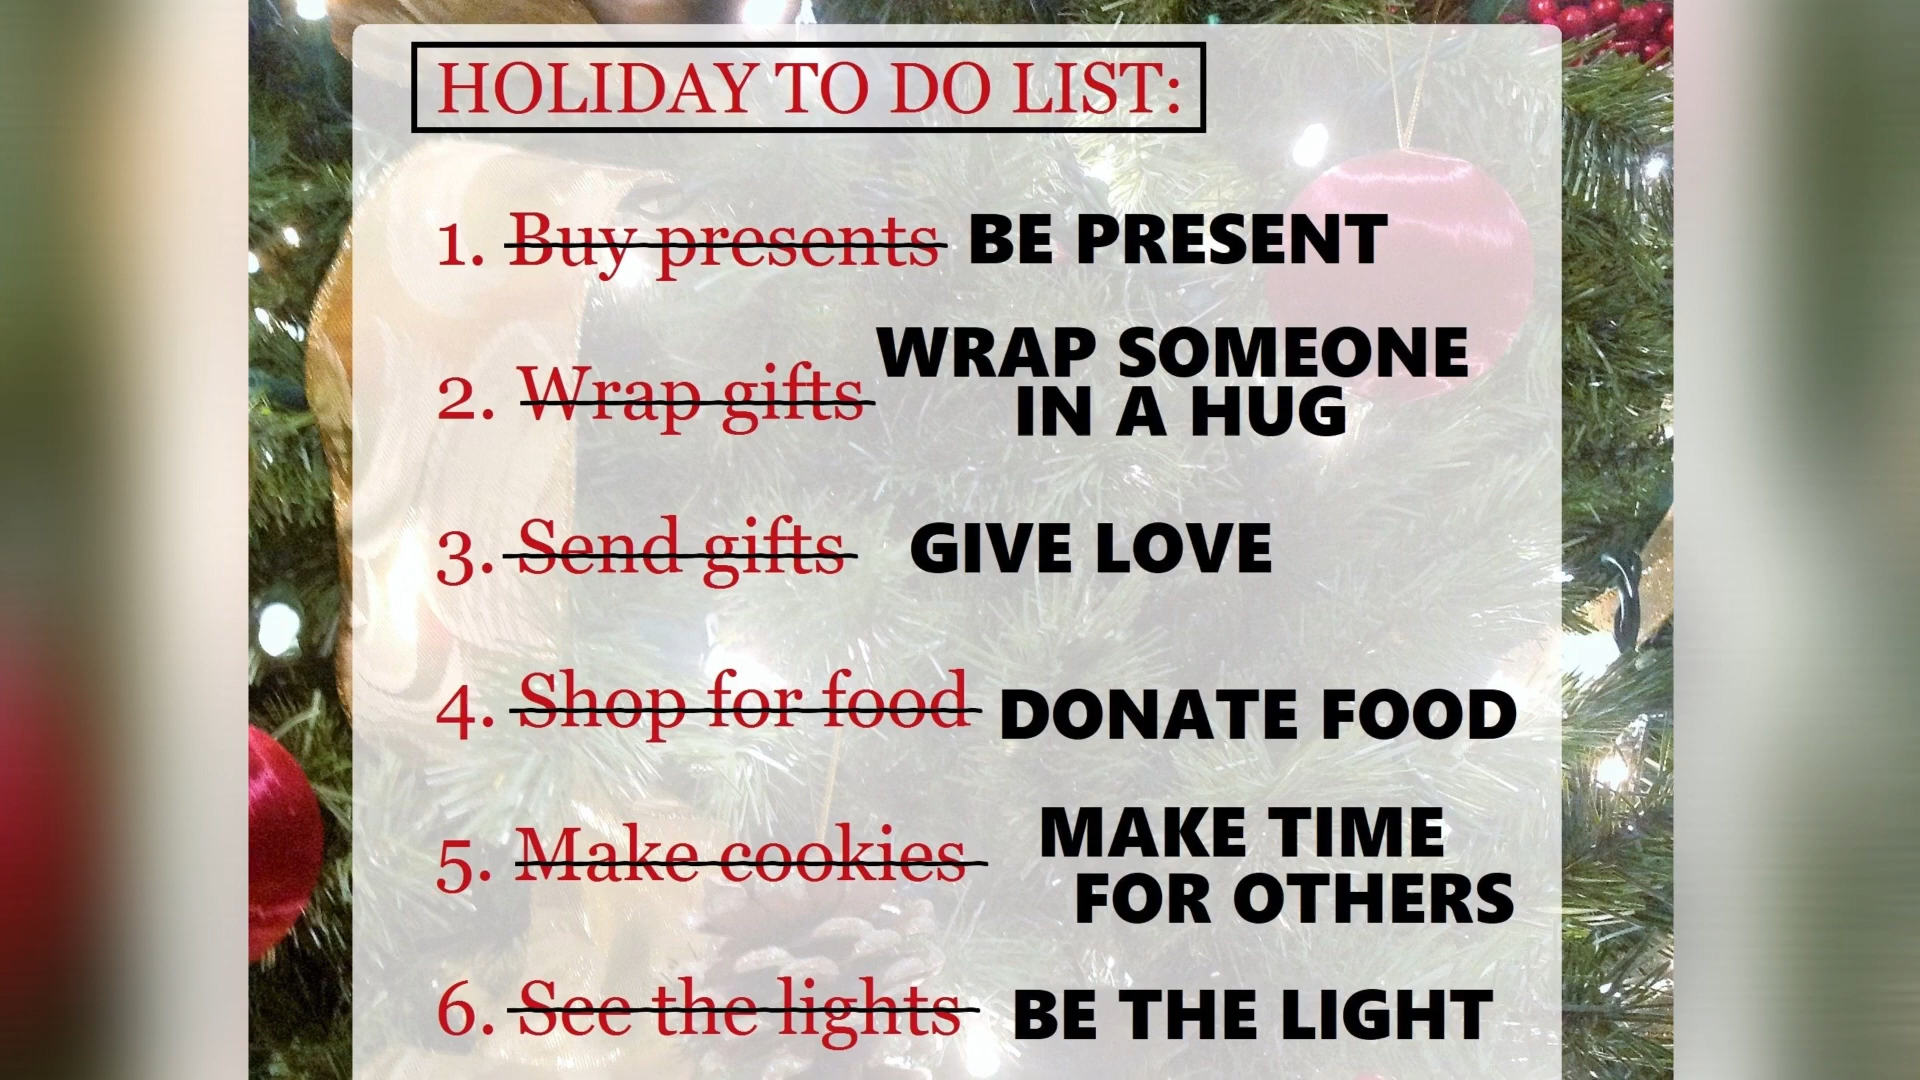 HOLIDAY TO DO LIST:
1. Buy presents BE PRESENT
2. Wrap gifts WRAP SOMEONE
IN A HUG
3. Send gifts GIVE LOVE
4. Shop for food DONATE FOOD
5. Make cookies MAKE TIME
FOR OTHERS
6. See the lights BE THE LIGHT